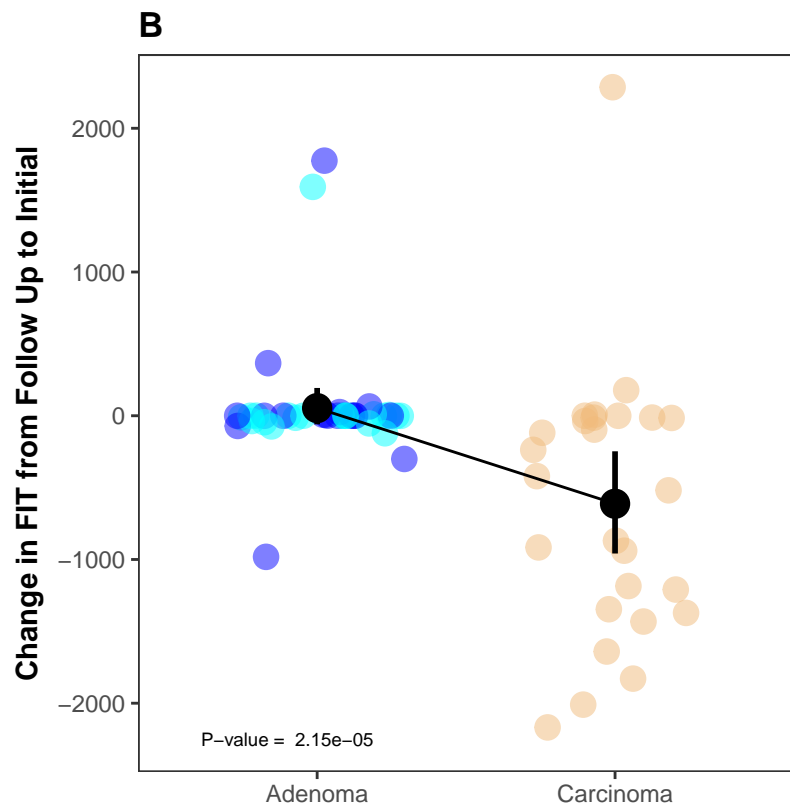 B
Change in FIT from Follow Up to Initial
2000
1000
0
−1000
−2000
P−value = 2.15e−05
Adenoma Carcinoma